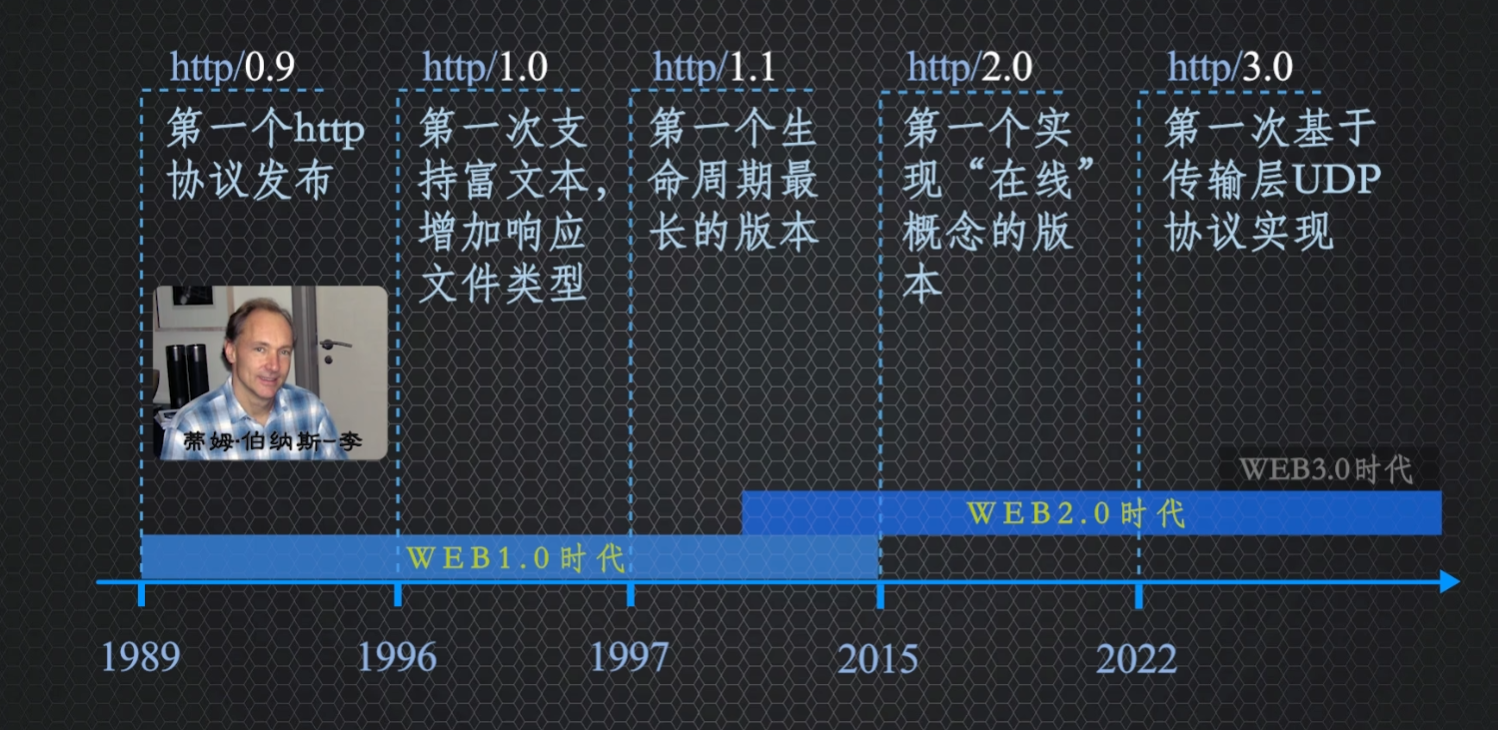 http/0.9
第一个http
协议发布
蒂姆·伯纳斯-李
http/1.0
第一次支
持富文本，
增加响应
文件类型
http/1.1
第一个生
命周期最
长的版本
http/2.0
第一个实
现“在线”
概念的版
本
http/3.0
第一次基于
传输层UDP
协议实现
WEB3.0时代
WEB2.0时代
WEB1.0时代
1989
1996
1997
2015
2022